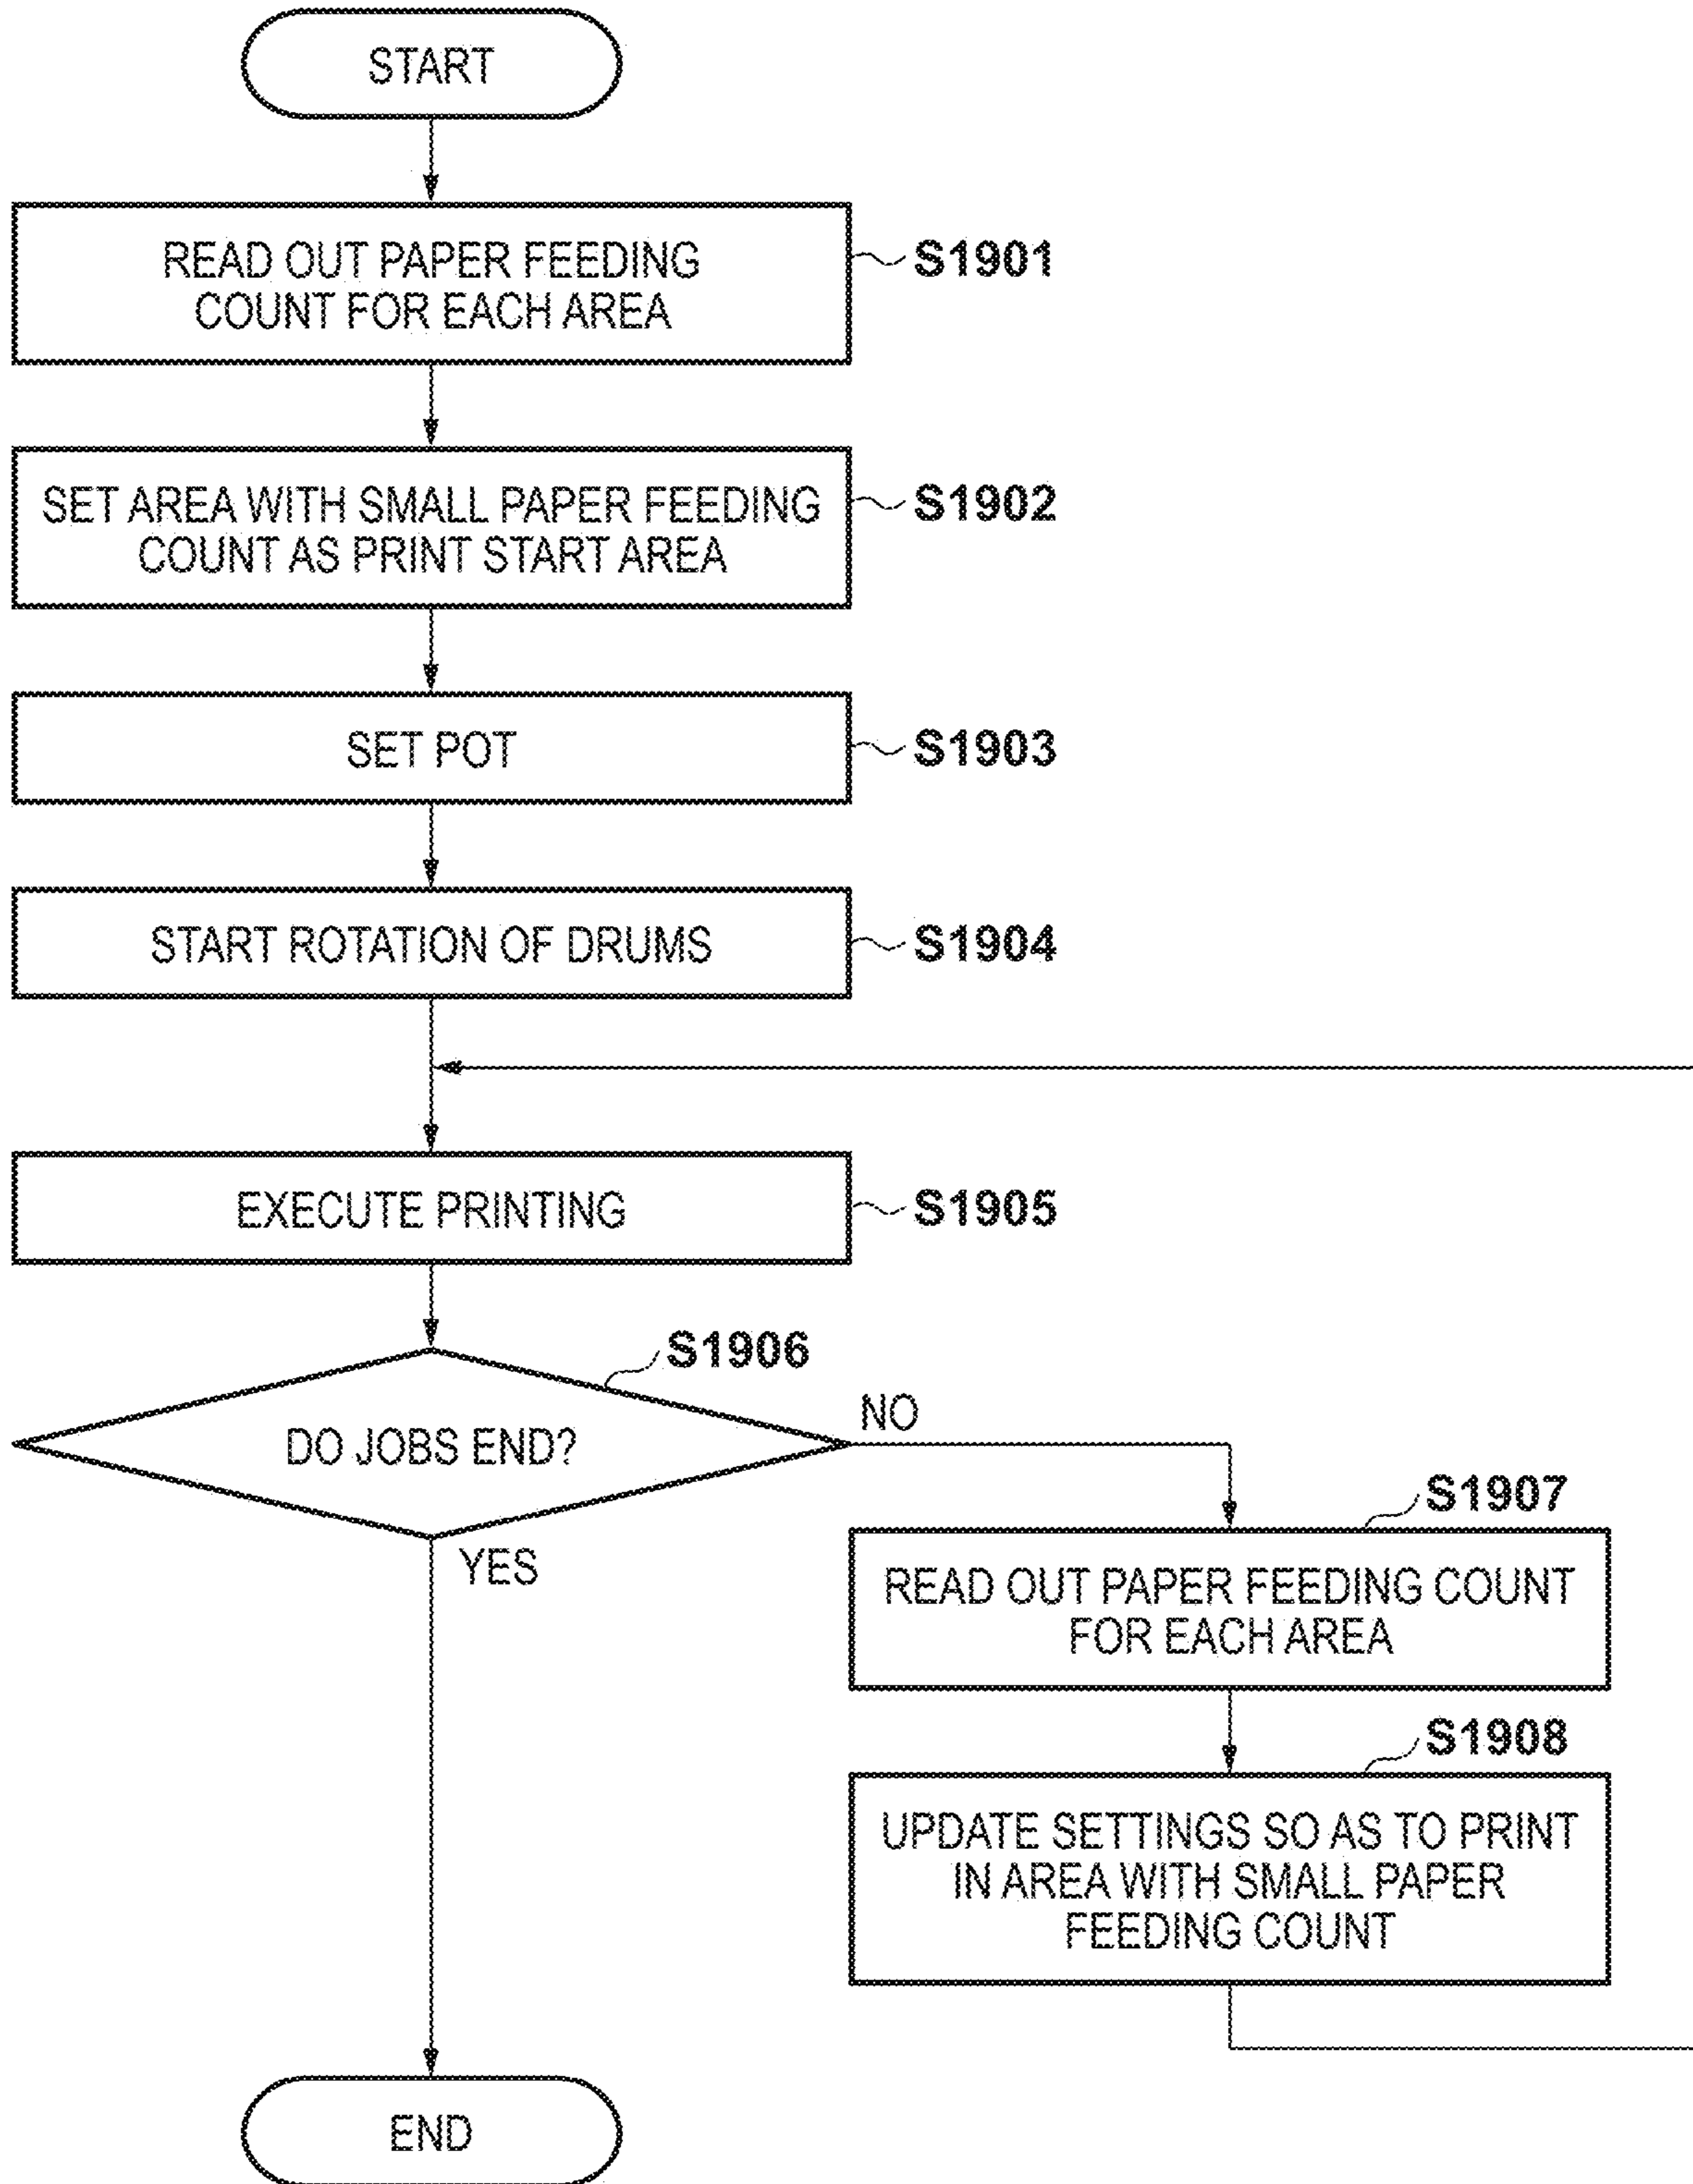 START
READ OUT PAPER FEEDING
COUNT FOR EACH AREA
S1901
SET AREA WITH SMALL PAPER FEEDING
COUNT AS PRINT START AREA
S1902
SET POT
S1903
START ROTATION OF DRUMS
S1904
EXECUTE PRINTING
S1905
S1906
DO JOBS END?
NO
YES
S1907
READ OUT PAPER FEEDING COUNT
FOR EACH AREA
S1908
UPDATE SETTINGS SO AS TO PRINT
IN AREA WITH SMALL PAPER
FEEDING COUNT
END